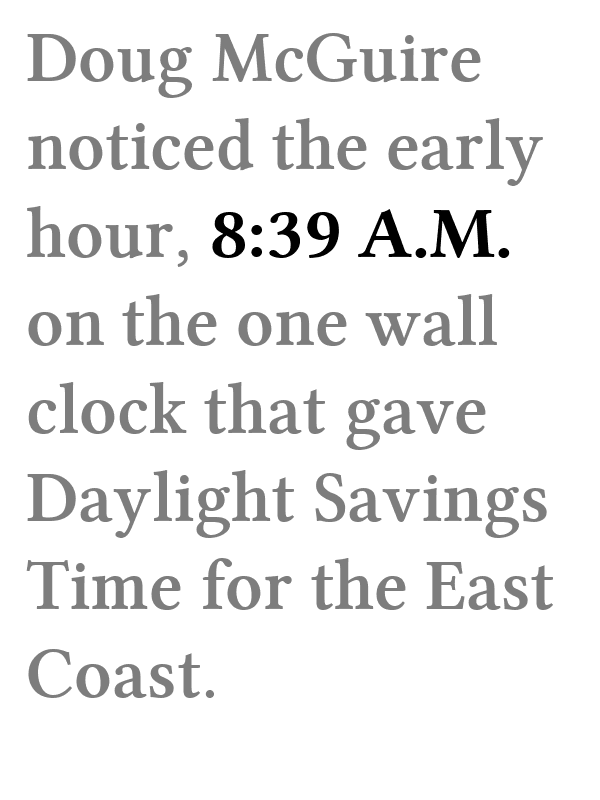 Doug McGuire
noticed the early
hour, 8:39 A.M.
on the one wall
clock that gave
Daylight Savings
Time for the East
Coast.